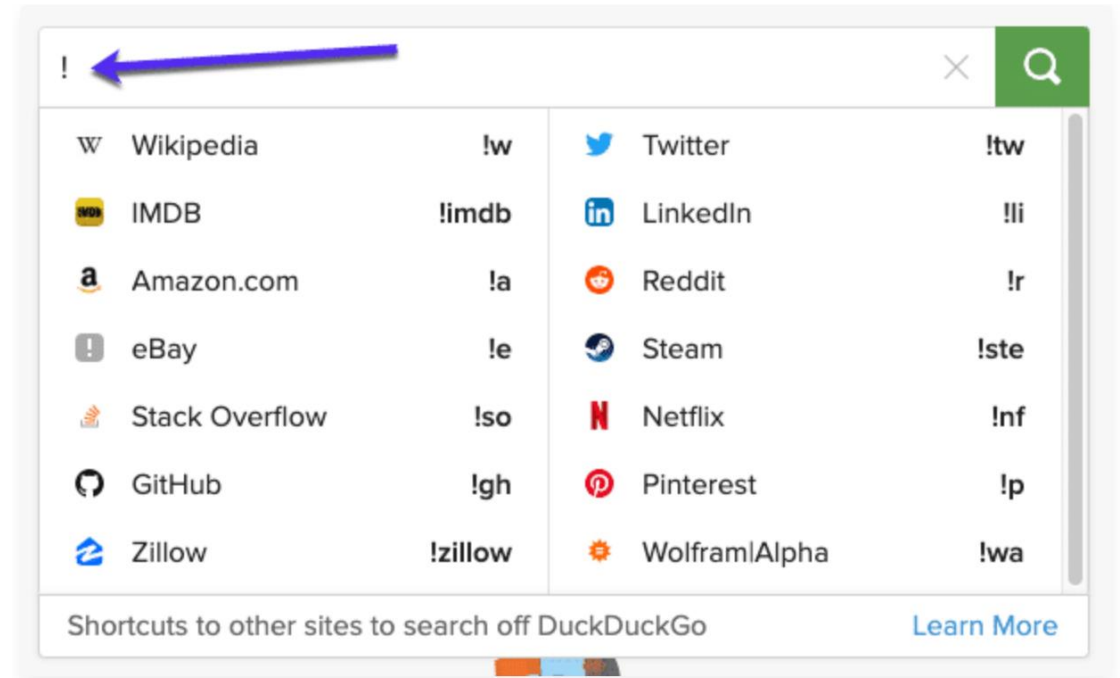 !
Wikipedia !w Twitter !tw
IMDB !imdb LinkedIn !li
Amazon.com !a Reddit !r
eBay !e Steam !ste
Stack Overflow !so Netflix !nf
GitHub !gh Pinterest !p
Zillow !zillow Wolfram|Alpha !wa
Shortcuts to other sites to search off DuckDuckGo Learn More